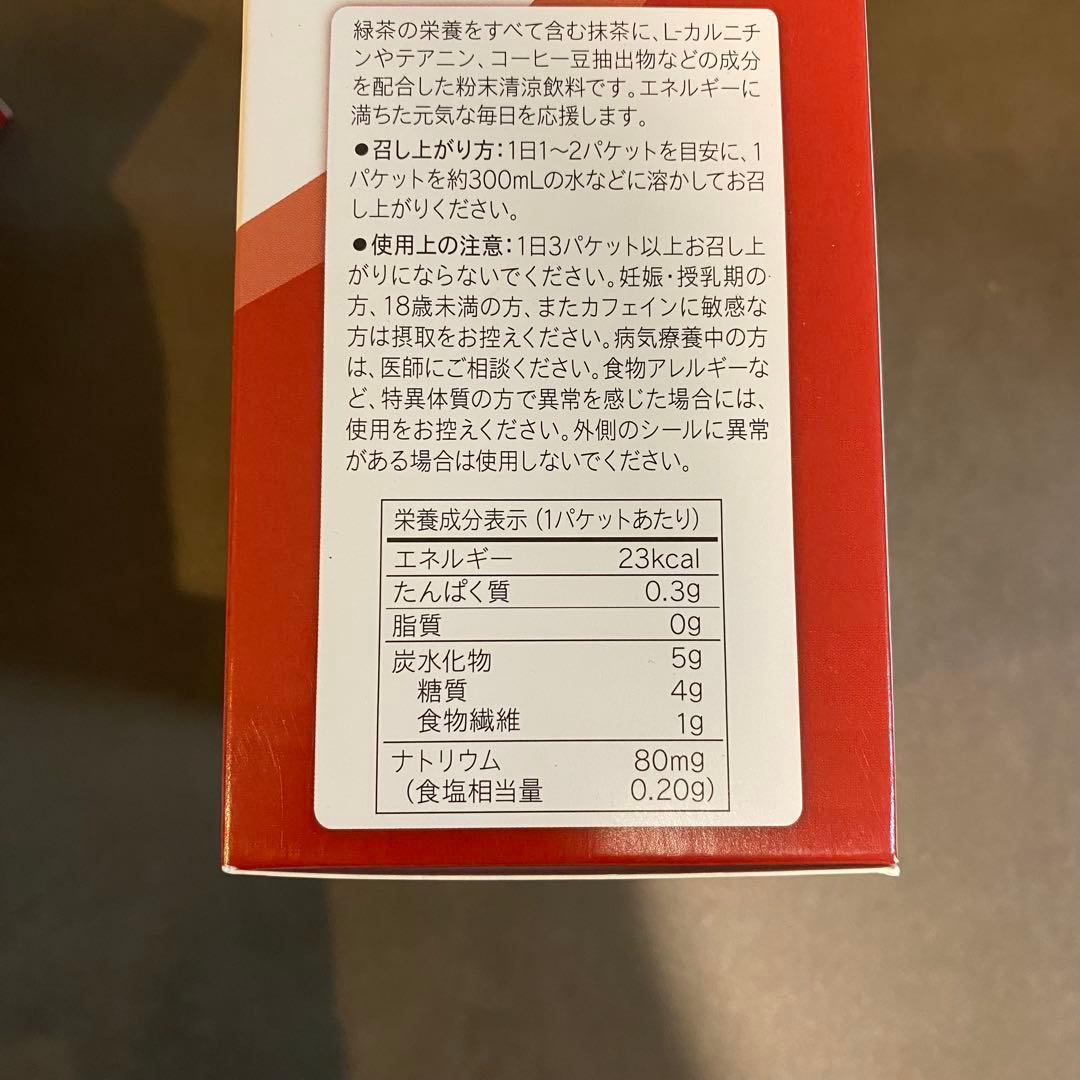 緑茶の栄養をすべて含む抹茶に、L-カルニチ
ンやテアニン、コーヒー豆抽出物などの成分
を配合した粉末清涼飲料です。エネルギーに
満ちた元気な毎日を応援します。
●召し上がり方：1日1〜2パケットを目安に、1
パケットを約300mLの水などに溶かしてお召
し上がりください。
●使用上の注意：1日3パケット以上お召し上
がりにならないでください。妊娠・授乳期の
方、18歳未満の方、またカフェインに敏感な
方は摂取をお控えください。病気療養中の方
は、医師にご相談ください。食物アレルギーな
ど、特異体質の方で異常を感じた場合には、
使用をお控えください。外側のシールに異常
がある場合は使用しないでください。
栄養成分表示（1パケットあたり）
エネルギー 23kcal
たんぱく質 0.3g
脂質 0g
炭水化物 5g
糖質 4g
食物繊維 1g
ナトリウム 80mg
（食塩相当量 0.20g）